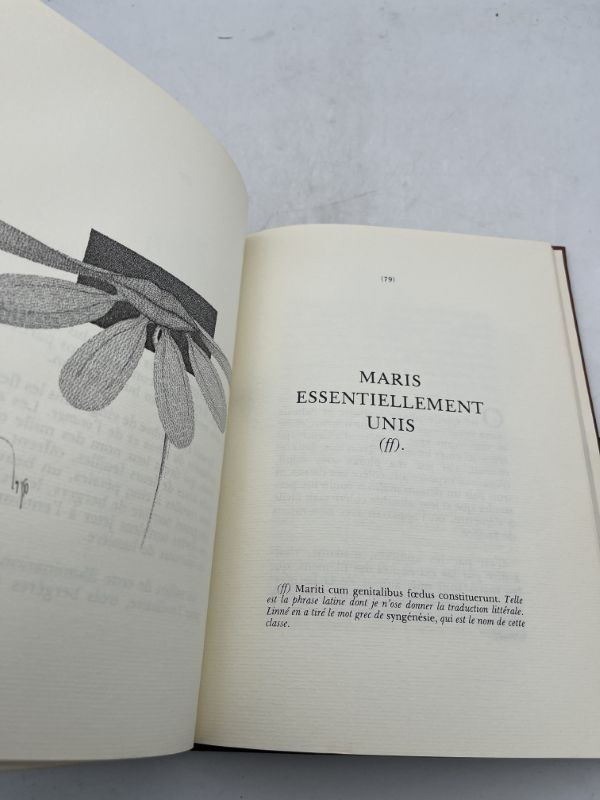 (79)
MARIS
ESSENTIELLEMENT
UNIS
(ff).
(ff) Mariti cum genitalibus fœdus constituerunt. Telle
est la phrase latine dont je n'ose donner la traduction littérale.
Linné en a tiré le mot grec de syngénésie, qui est le nom de cette
classe.